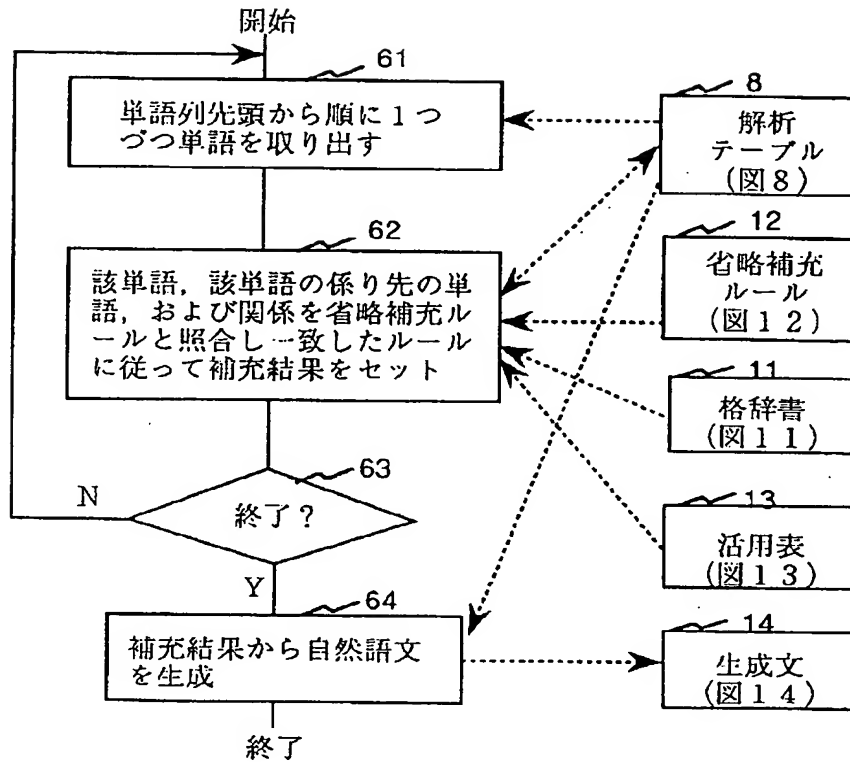 開始
61
単語列先頭から順に１つ
づつ単語を取り出す
62
該単語，該単語の係り先の単
語，および関係を省略補充ル
ールと照合し一致したルール
に従って補充結果をセット
63
N
終了？
Y
64
補充結果から自然語文
を生成
終了
8
解析
テーブル
(図８)
12
省略補充
ルール
(図１２)
11
格辞書
(図１１)
13
活用表
(図１３)
14
生成文
(図１４)